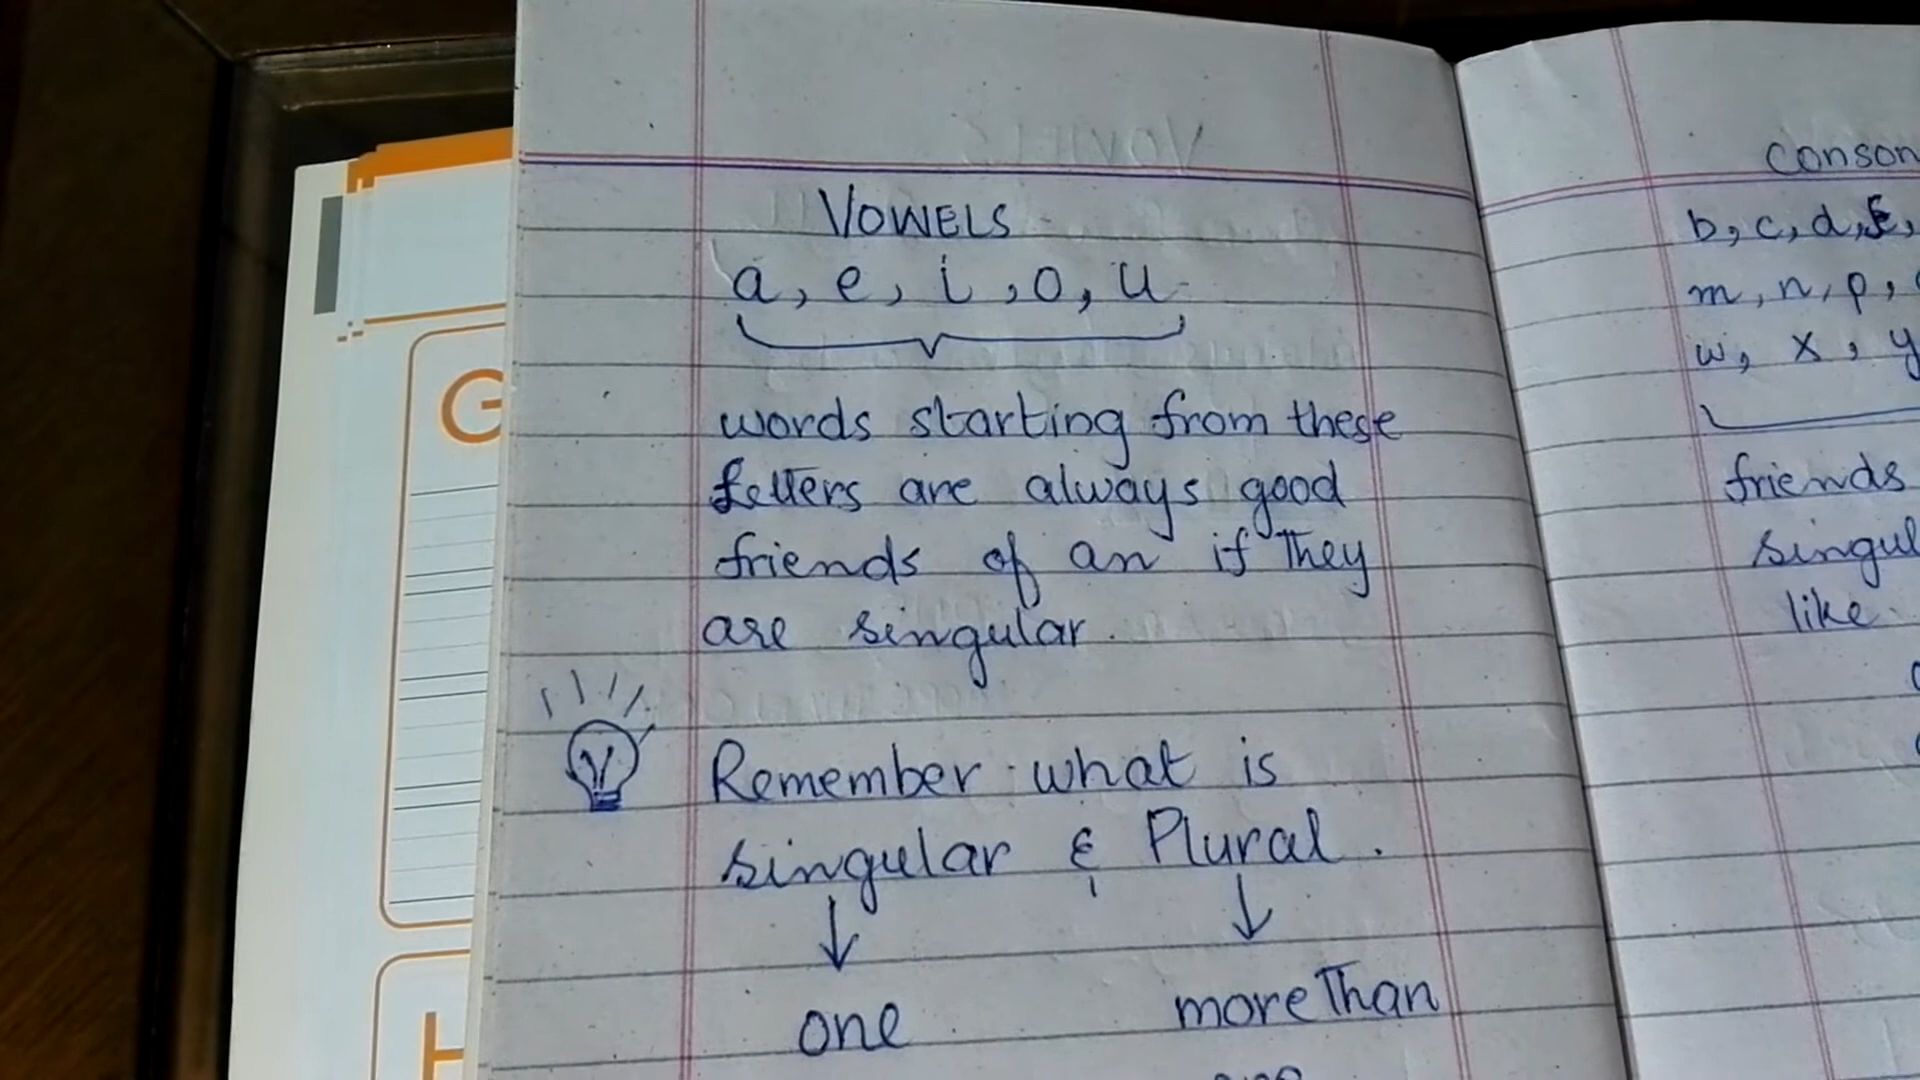 VOWELS
a, e, i, o, u
words starting from these
letters are always good
friends of an if they
are singular.
Remember what is
singular & Plural.
one more than
Conson
b, c, d, f,
m, n, p,
w, x, y
friends
singul
like
G
H